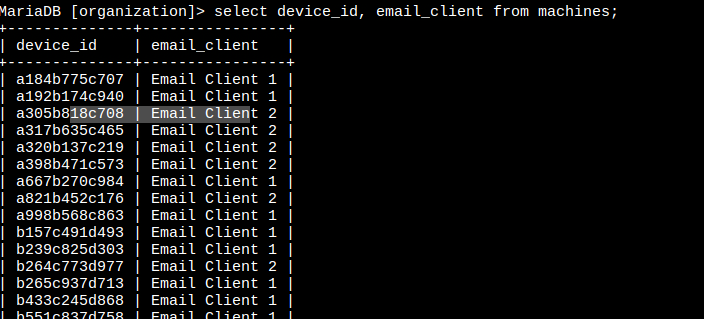 MariaDB [organization]> select device_id, email_client from machines;
+--------------+----------------+
| device_id    | email_client   |
+--------------+----------------+
| a184b775c707 | Email Client 1 |
| a192b174c940 | Email Client 1 |
| a305b818c708 | Email Client 2 |
| a317b635c465 | Email Client 2 |
| a320b137c219 | Email Client 2 |
| a398b471c573 | Email Client 2 |
| a667b270c984 | Email Client 1 |
| a821b452c176 | Email Client 2 |
| a998b568c863 | Email Client 1 |
| b157c491d493 | Email Client 1 |
| b239c825d303 | Email Client 1 |
| b264c773d977 | Email Client 2 |
| b265c937d713 | Email Client 1 |
| b433c245d868 | Email Client 1 |
| b551c837d758 | Email Client 1 |